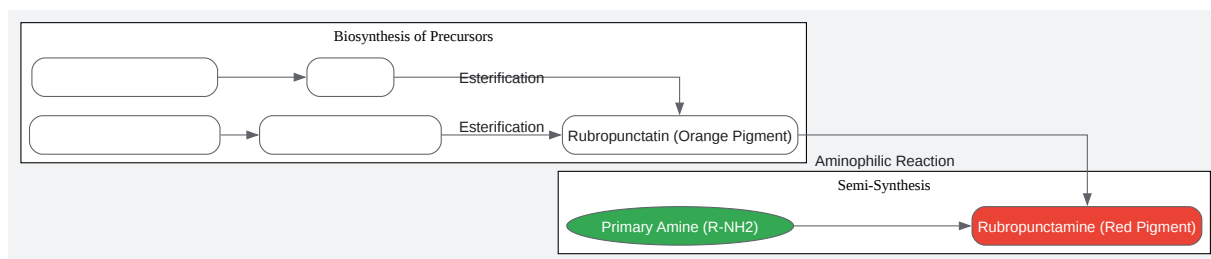 Biosynthesis of Precursors
Esterification
Esterification
Rubropunctatin (Orange Pigment)
Aminophilic Reaction
Semi-Synthesis
Primary Amine (R-NH2)
Rubropunctamine (Red Pigment)